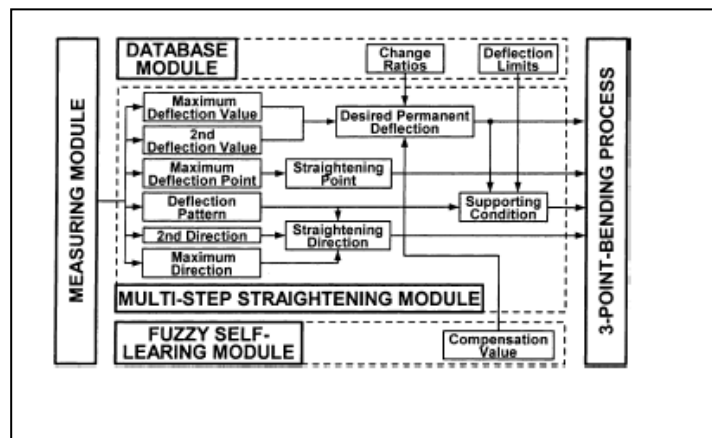 MEASURING MODULE
DATABASE
MODULE
Change
Ratios
Deflection
Limits
Maximum
Deflection Value
2nd
Deflection Value
Desired Permanent
Deflection
Maximum
Deflection Point
Straightening
Point
Deflection
Pattern
Supporting
Condition
2nd Direction
Straightening
Direction
Maximum
Direction
MULTI-STEP STRAIGHTENING MODULE
FUZZY SELF-
LEARING MODULE
Compensation
Value
3-POINT-BENDING PROCESS